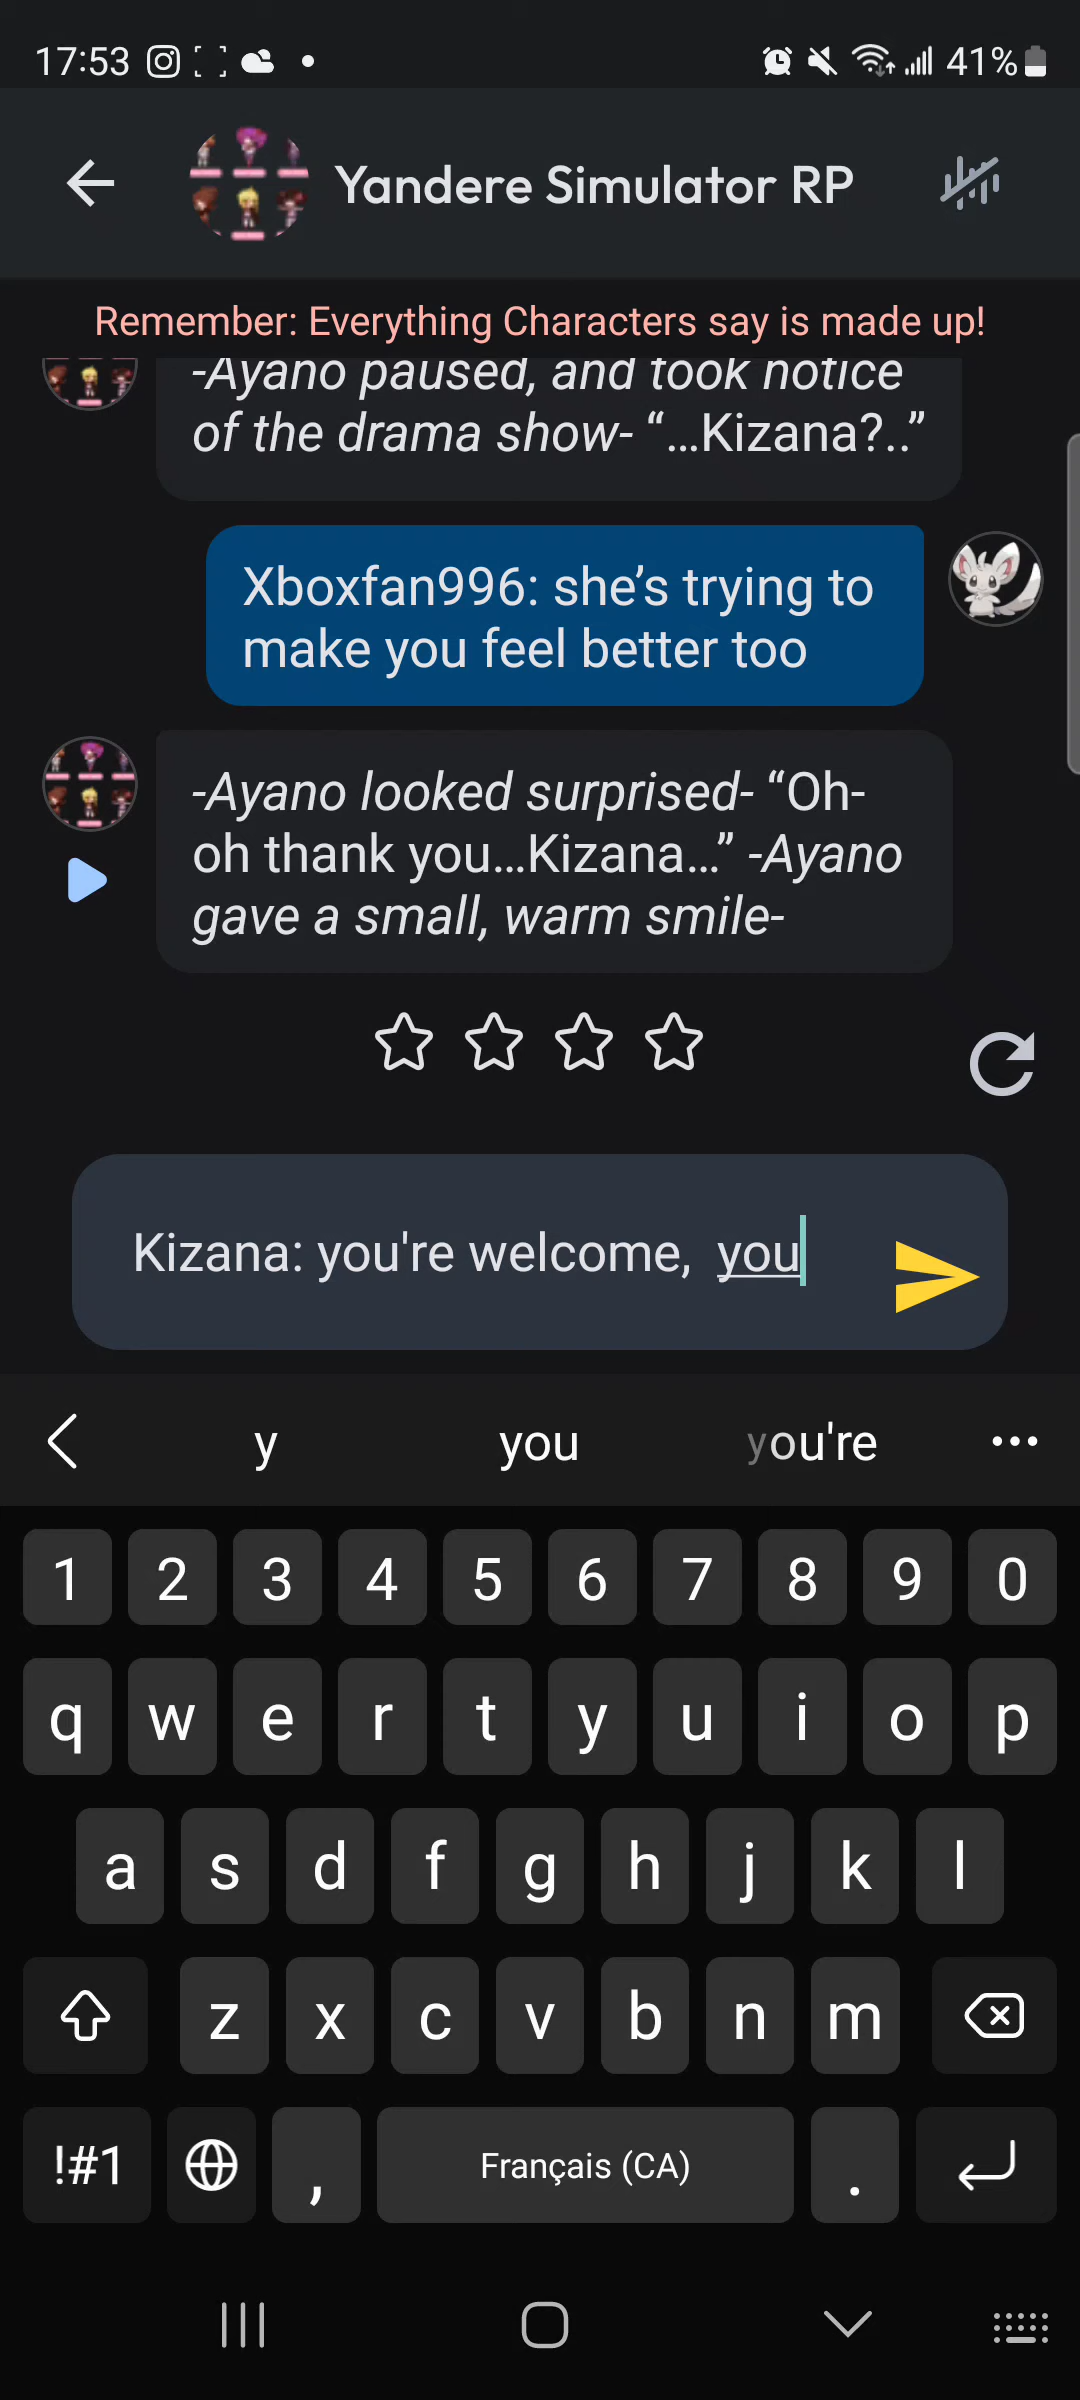 17:53
41%
Yandere Simulator RP
Remember: Everything Characters say is made up!
-Ayano paused, and took notice
of the drama show- “...Kizana?..”
Xboxfan996: she’s trying to
make you feel better too
-Ayano looked surprised- “Oh-
oh thank you...Kizana...” -Ayano
gave a small, warm smile-
Kizana: you're welcome,  you
y you you're
1 2 3 4 5 6 7 8 9 0
q w e r t y u i o p
a s d f g h j k l
z x c v b n m
!#1 , Français (CA) .